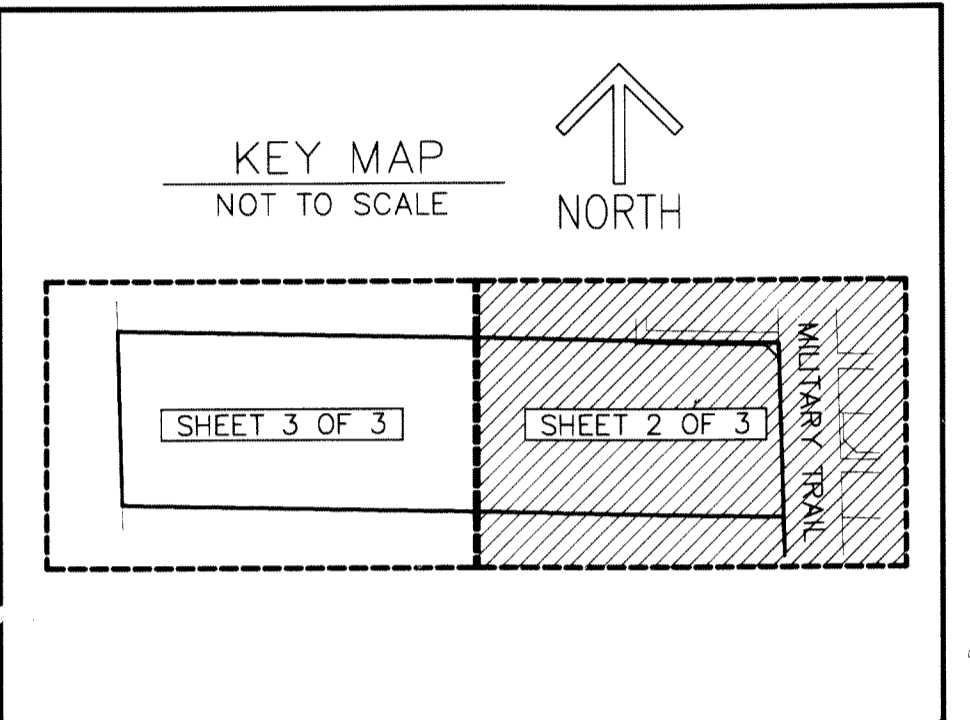 KEY MAP
NOT TO SCALE
NORTH
SHEET 3 OF 3
SHEET 2 OF 3
MILITARY TRAIL